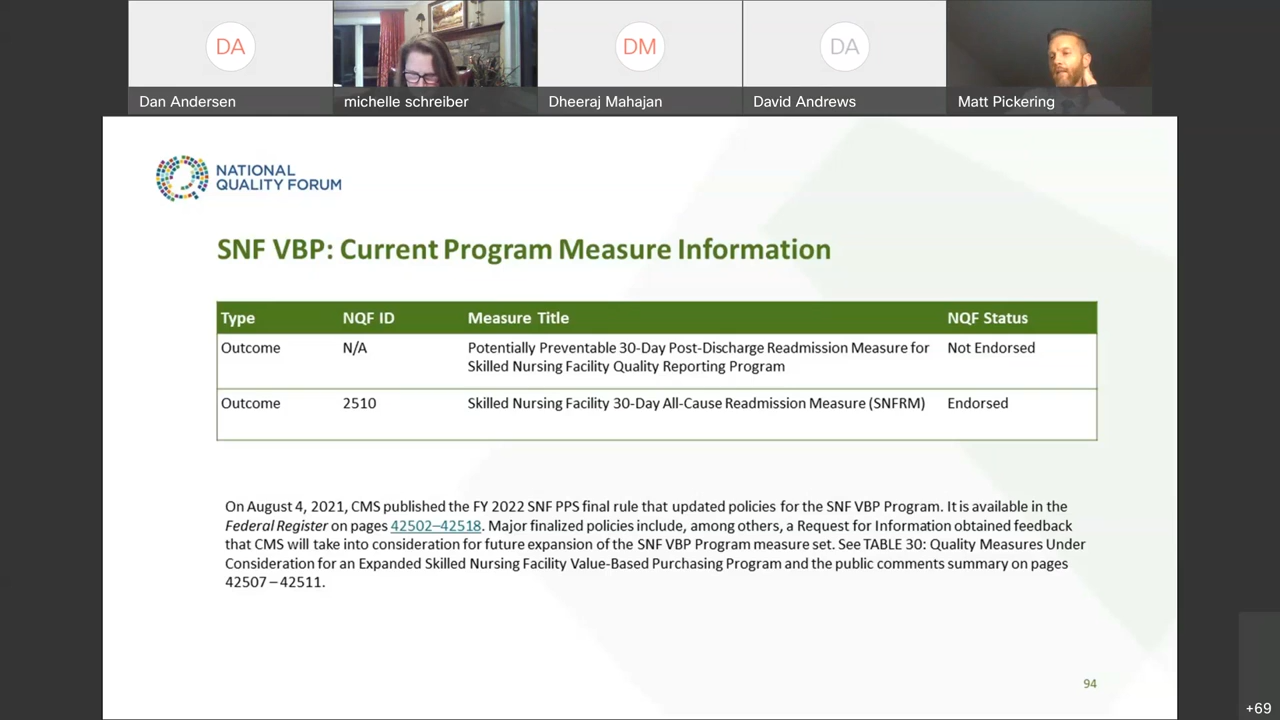 DA
DM
DA
Dan Andersen
michelle schreiber
Dheeraj Mahajan
David Andrews
Matt Pickering
NATIONAL
QUALITY FORUM
SNF VBP: Current Program Measure Information
Type NQF ID Measure Title NQF Status
Outcome N/A Potentially Preventable 30-Day Post-Discharge Readmission Measure for Not Endorsed
Skilled Nursing Facility Quality Reporting Program
Outcome 2510 Skilled Nursing Facility 30-Day All-Cause Readmission Measure (SNFRM) Endorsed
On August 4, 2021, CMS published the FY 2022 SNF PPS final rule that updated policies for the SNF VBP Program. It is available in the
Federal Register on pages 42502–42518. Major finalized policies include, among others, a Request for Information obtained feedback
that CMS will take into consideration for future expansion of the SNF VBP Program measure set. See TABLE 30: Quality Measures Under
Consideration for an Expanded Skilled Nursing Facility Value-Based Purchasing Program and the public comments summary on pages
42507–42511.
94
+69